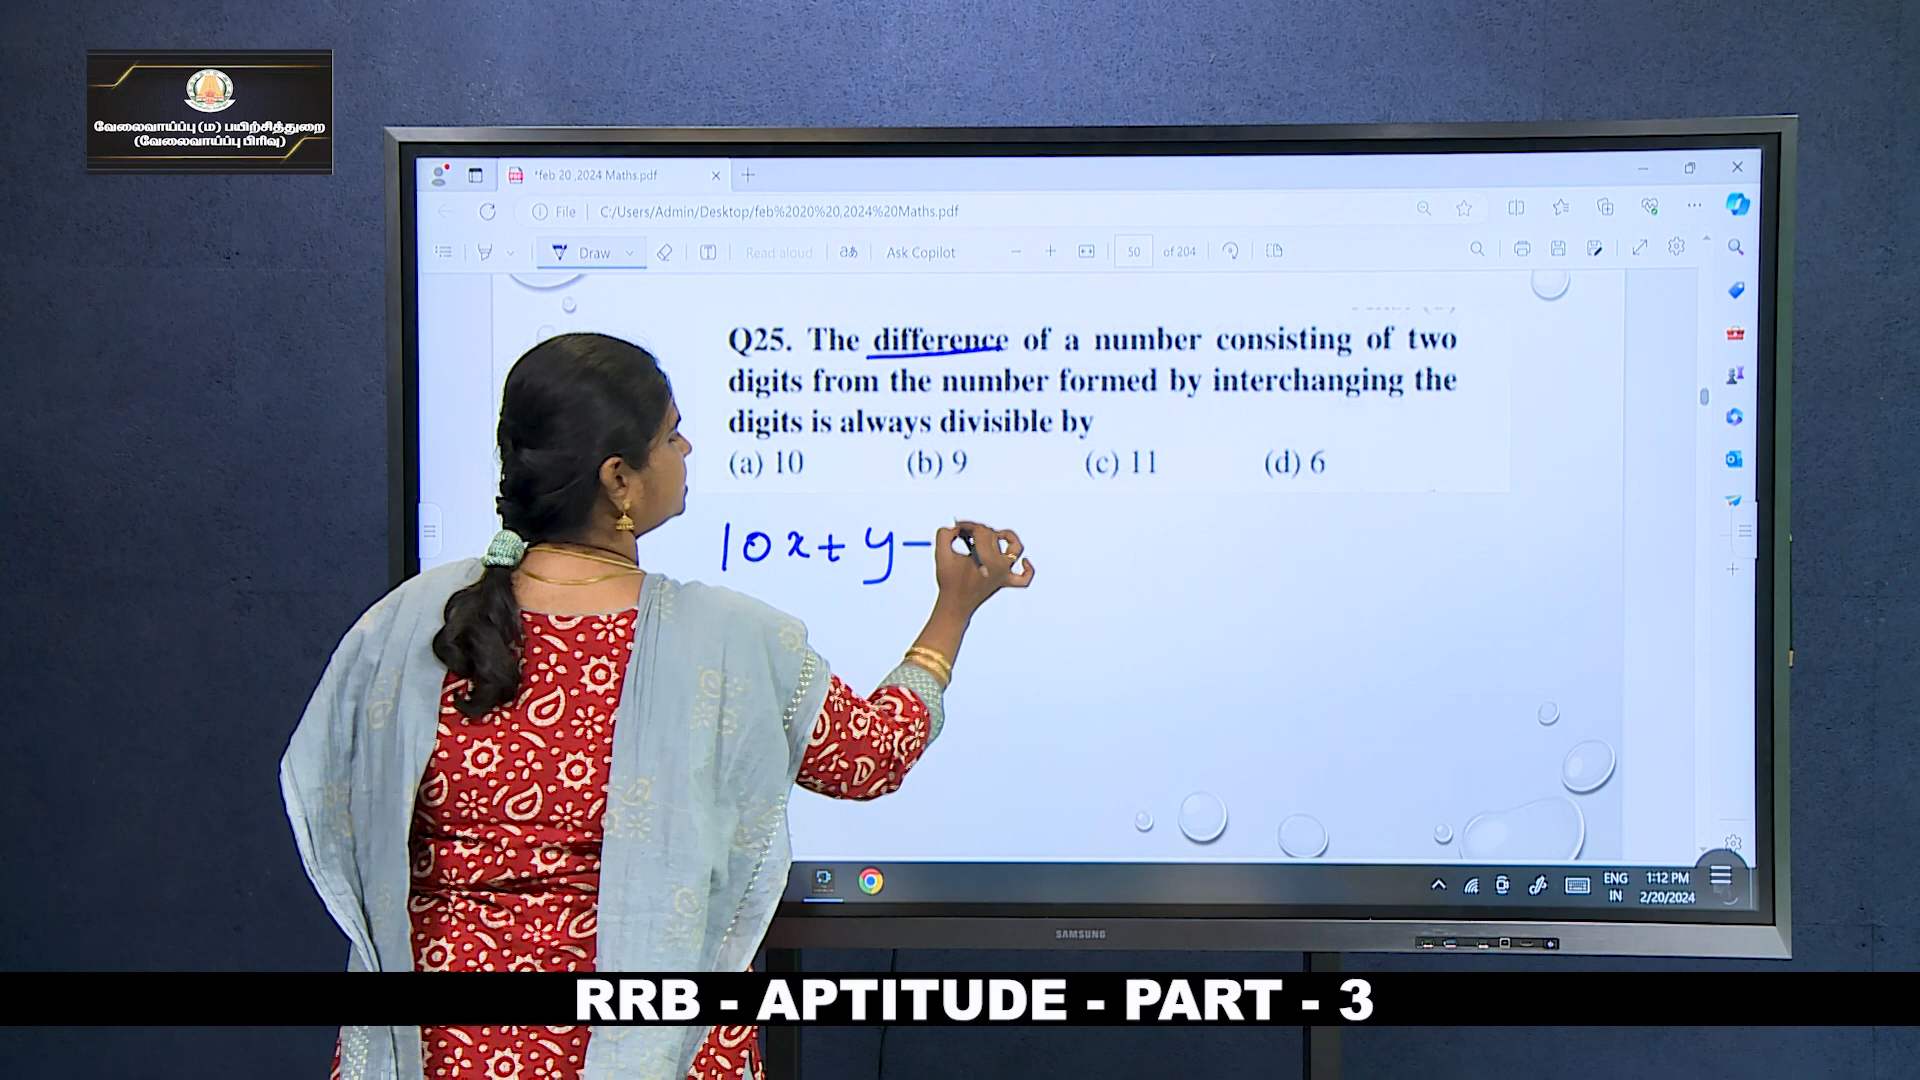 வேலைவாய்ப்பு (ம) பயிற்சித்துறை
(வேலைவாய்ப்பு பிரிவு)
*feb 20 ,2024 Maths.pdf
File
C:/Users/Admin/Desktop/feb%2020%20,2024%20Maths.pdf
Draw
Read aloud
aあ
Ask Copilot
50
of 204
Q25. The difference of a number consisting of two
digits from the number formed by interchanging the
digits is always divisible by
(a) 10 (b) 9 (c) 11 (d) 6
10x+y−
ENG
IN
1:12 PM
2/20/2024
SAMSUNG
RRB - APTITUDE - PART - 3